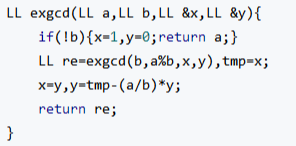 LL exgcd(LL a,LL b,LL &x,LL &y){
if(!b){x=1,y=0;return a;}
LL re=exgcd(b,a%b,x,y),tmp=x;
x=y,y=tmp-(a/b)*y;
return re;
}